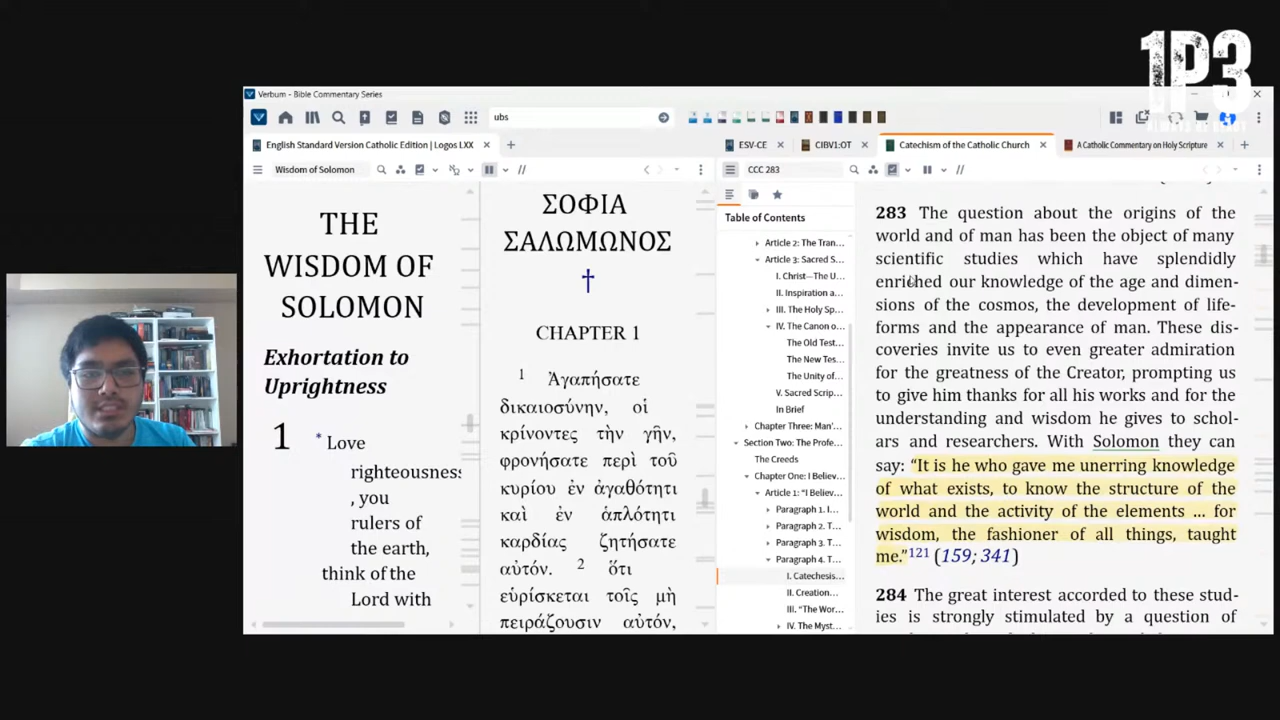 1P3
Verbum - Bible Commentary Series
ubs
English Standard Version Catholic Edition | Logos LXX
ESV-CE
CIBV1:OT
Catechism of the Catholic Church
A Catholic Commentary on Holy Scripture
Wisdom of Solomon
CCC 283
THE
WISDOM OF
SOLOMON
Exhortation to
Uprightness
1 * Love
righteousness
, you
rulers of
the earth,
think of the
Lord with
ΣΟΦΙΑ
ΣΑΛΩΜΩΝΟΣ
†
CHAPTER 1
1 Ἀγαπήσατε
δικαιοσύνην, οἱ
κρίνοντες τὴν γῆν,
φρονήσατε περὶ τοῦ
κυρίου ἐν ἀγαθότητι
καὶ ἐν ἁπλότητι
καρδίας ζητήσατε
αὐτόν. 2 ὅτι
εὑρίσκεται τοῖς μὴ
πειράζουσιν αὐτόν,
Table of Contents
Article 2: The Tran...
Article 3: Sacred S...
I. Christ—The U...
II. Inspiration a...
III. The Holy Sp...
IV. The Canon o...
The Old Test...
The New Tes...
The Unity of...
V. Sacred Scrip...
In Brief
Chapter Three: Man'...
Section Two: The Profe...
The Creeds
Chapter One: I Believ...
Article 1: “I Believ...
Paragraph 1. I...
Paragraph 2. T...
Paragraph 3. T...
Paragraph 4. T...
I. Catechesis...
II. Creation...
III. “The Wor...
IV. The Myst...
283 The question about the origins of the
world and of man has been the object of many
scientific studies which have splendidly
enriched our knowledge of the age and dimen-
sions of the cosmos, the development of life-
forms and the appearance of man. These dis-
coveries invite us to even greater admiration
for the greatness of the Creator, prompting us
to give him thanks for all his works and for the
understanding and wisdom he gives to schol-
ars and researchers. With Solomon they can
say: “It is he who gave me unerring knowledge
of what exists, to know the structure of the
world and the activity of the elements ... for
wisdom, the fashioner of all things, taught
me.”121 (159; 341)
284 The great interest accorded to these stud-
ies is strongly stimulated by a question of